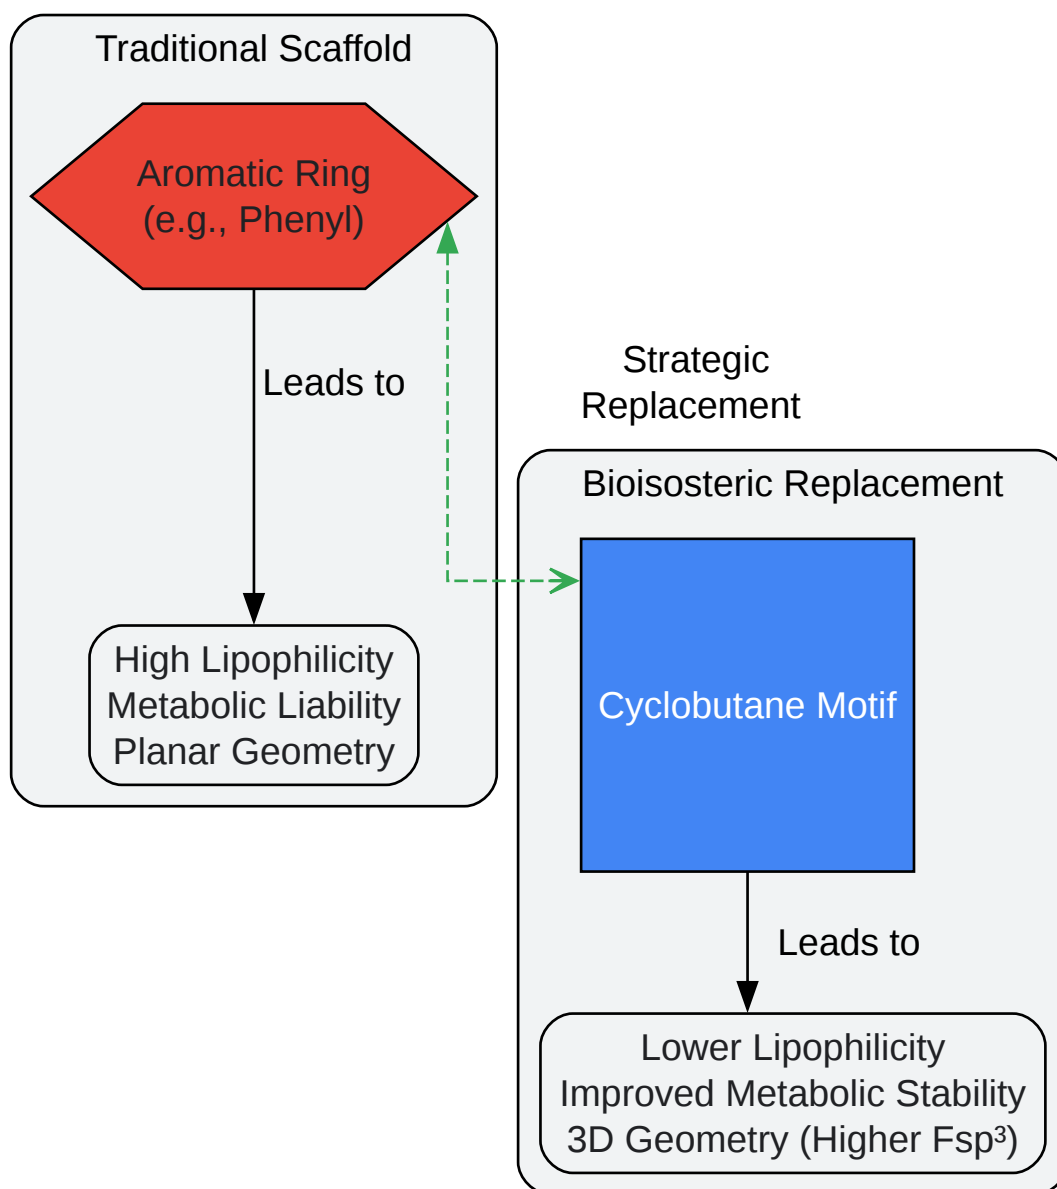 Traditional Scaffold
Aromatic Ring
(e.g., Phenyl)
Leads to
High Lipophilicity
Metabolic Liability
Planar Geometry
Strategic
Replacement
Bioisosteric Replacement
Cyclobutane Motif
Leads to
Lower Lipophilicity
Improved Metabolic Stability
3D Geometry (Higher Fsp³)